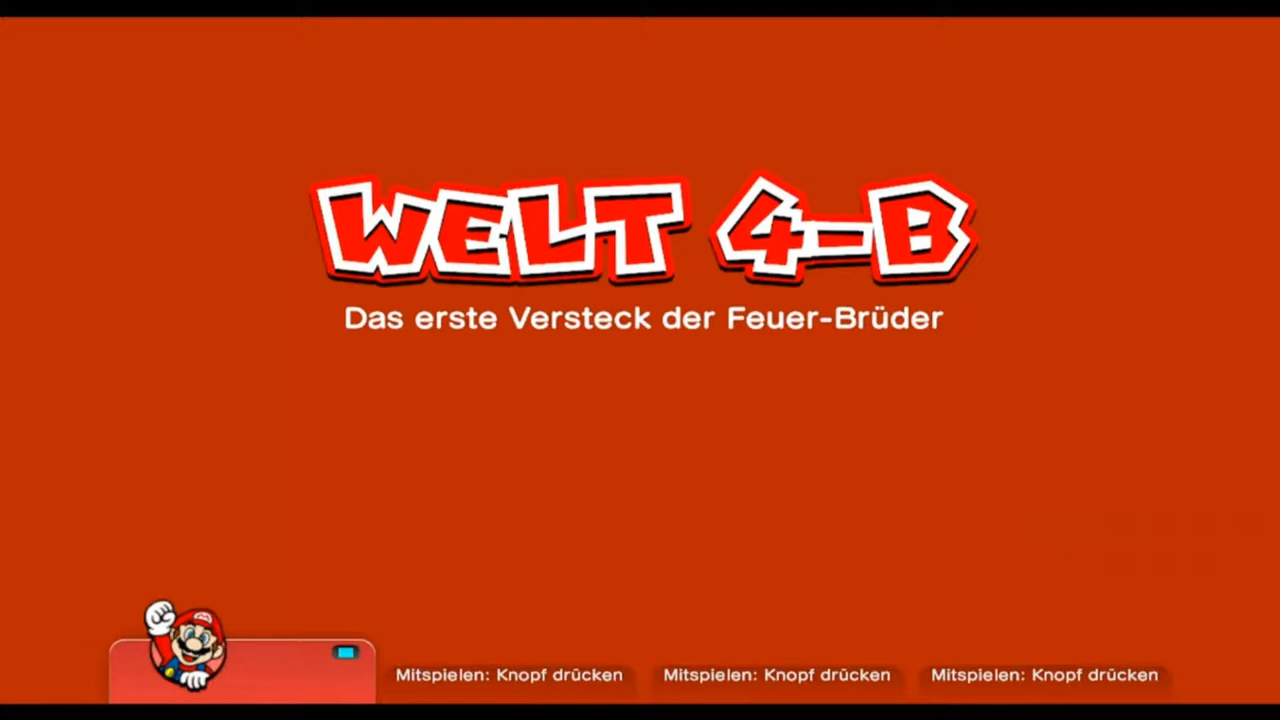 WELT 4-B
Das erste Versteck der Feuer-Brüder
Mitspielen: Knopf drücken
Mitspielen: Knopf drücken
Mitspielen: Knopf drücken